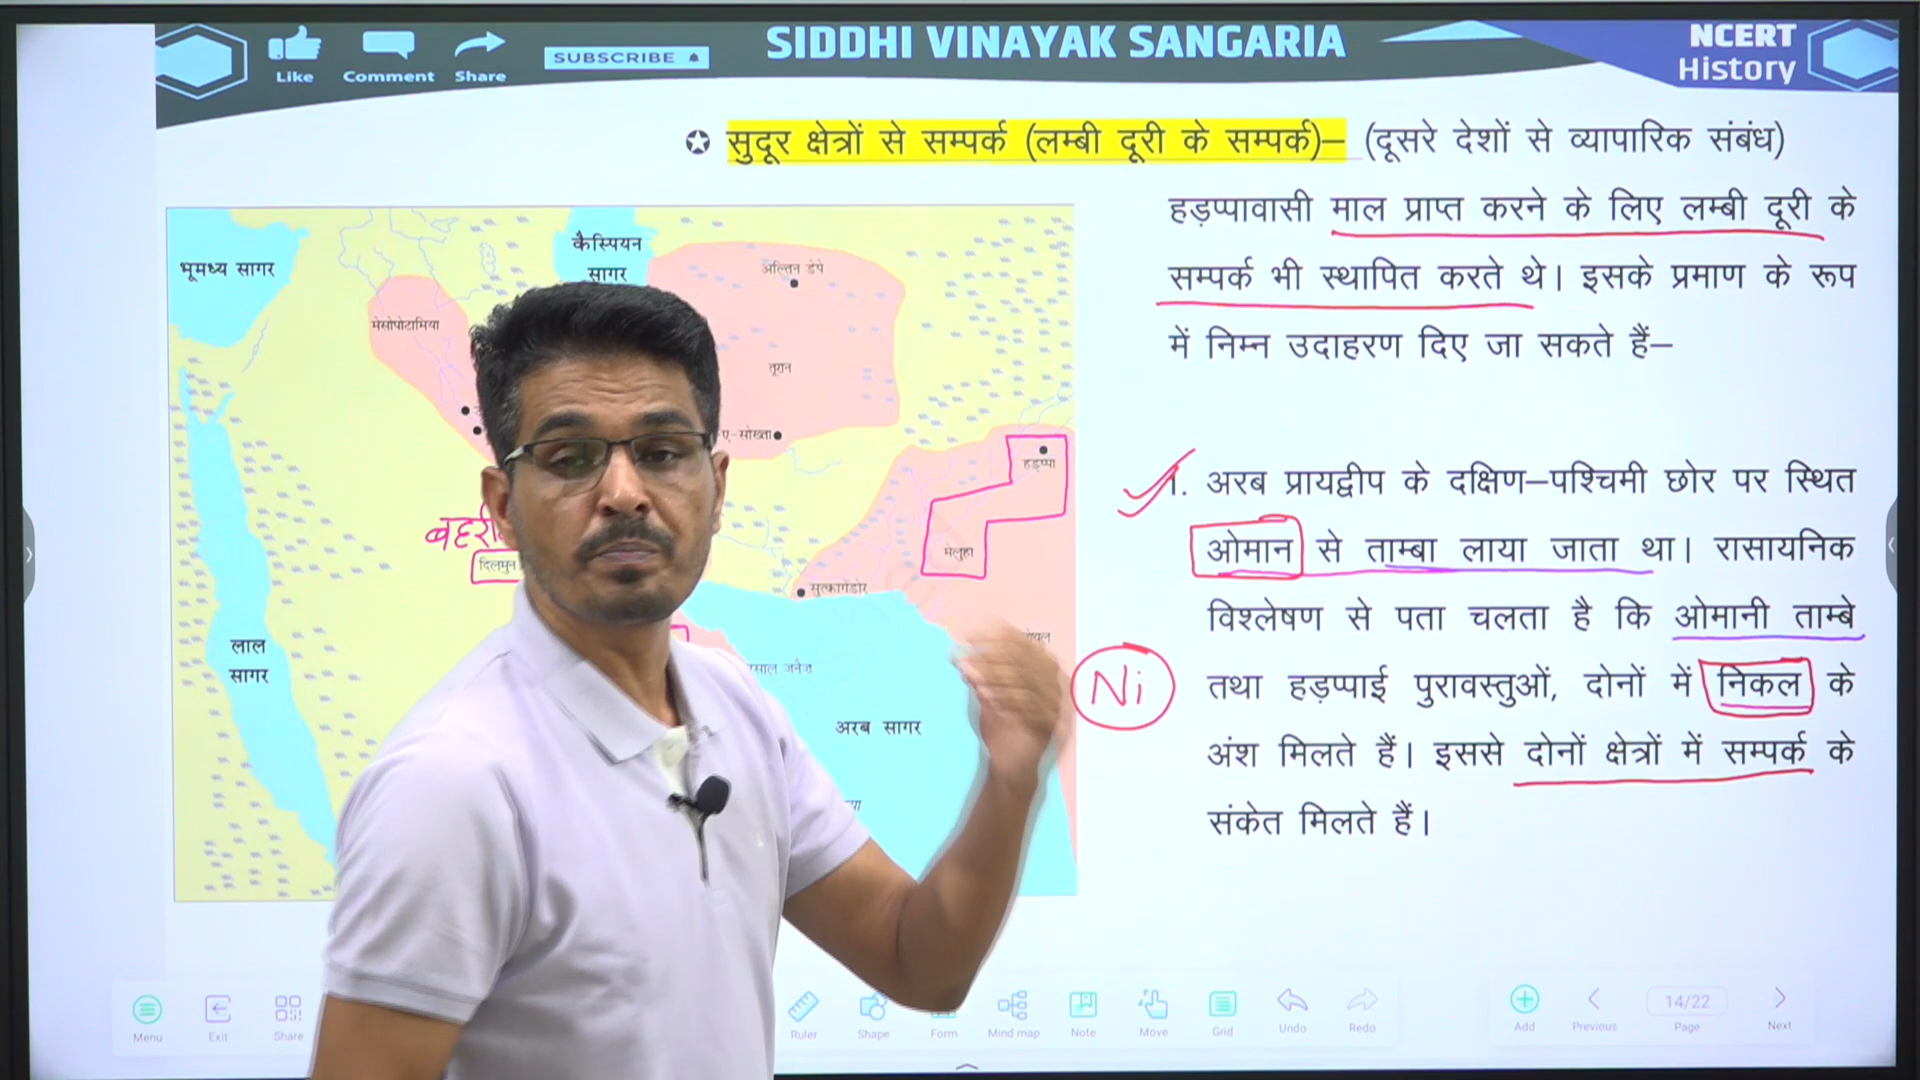 SIDDHI VINAYAK SANGARIA
NCERT
History
Like
Comment
Share
SUBSCRIBE
सुदूर क्षेत्रों से सम्पर्क (लम्बी दूरी के सम्पर्क)– (दूसरे देशों से व्यापारिक संबंध)
हड़प्पावासी माल प्राप्त करने के लिए लम्बी दूरी के
सम्पर्क भी स्थापित करते थे। इसके प्रमाण के रूप
में निम्न उदाहरण दिए जा सकते हैं–
1. अरब प्रायद्वीप के दक्षिण–पश्चिमी छोर पर स्थित
ओमान से ताम्बा लाया जाता था। रासायनिक
विश्लेषण से पता चलता है कि ओमानी ताम्बे
तथा हड़प्पाई पुरावस्तुओं, दोनों में निकल के
अंश मिलते हैं। इससे दोनों क्षेत्रों में सम्पर्क के
संकेत मिलते हैं।
Ni
भूमध्य सागर
कैस्पियन
सागर
अल्तिन डेपे
मेसोपोटामिया
तूरान
हड़प्पा
मेलुहा
दिलमुन
सुत्कागेंडोर
लाल
सागर
अरब सागर
Menu
Exit
Share
Ruler
Shape
Form
Mind map
Note
Move
Grid
Undo
Redo
Add
Previous
14/22
Page
Next